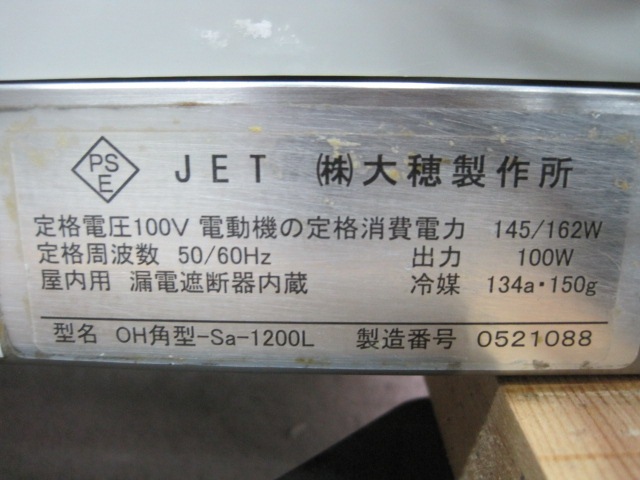 PSE JET ㈱大穂製作所
定格電圧100V 電動機の定格消費電力 145/162W
定格周波数 50/60Hz 出力 100W
屋内用 漏電遮断器内蔵 冷媒 134a・150g
型名 OH角型-Sa-1200L 製造番号 0521088